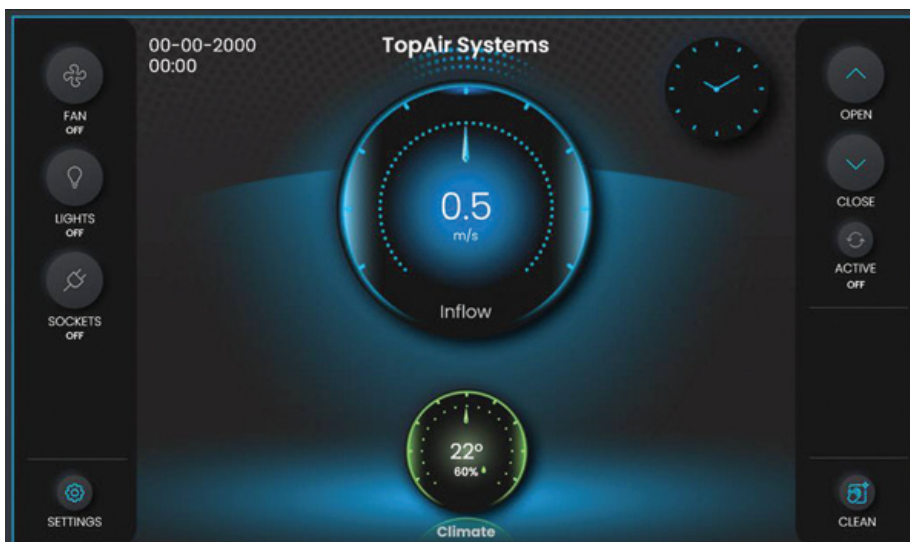 00-00-2000
00:00
TopAir Systems
FAN
OFF
LIGHTS
OFF
SOCKETS
OFF
SETTINGS
0.5
m/s
Inflow
22°
60%
Climate
OPEN
CLOSE
ACTIVE
OFF
CLEAN